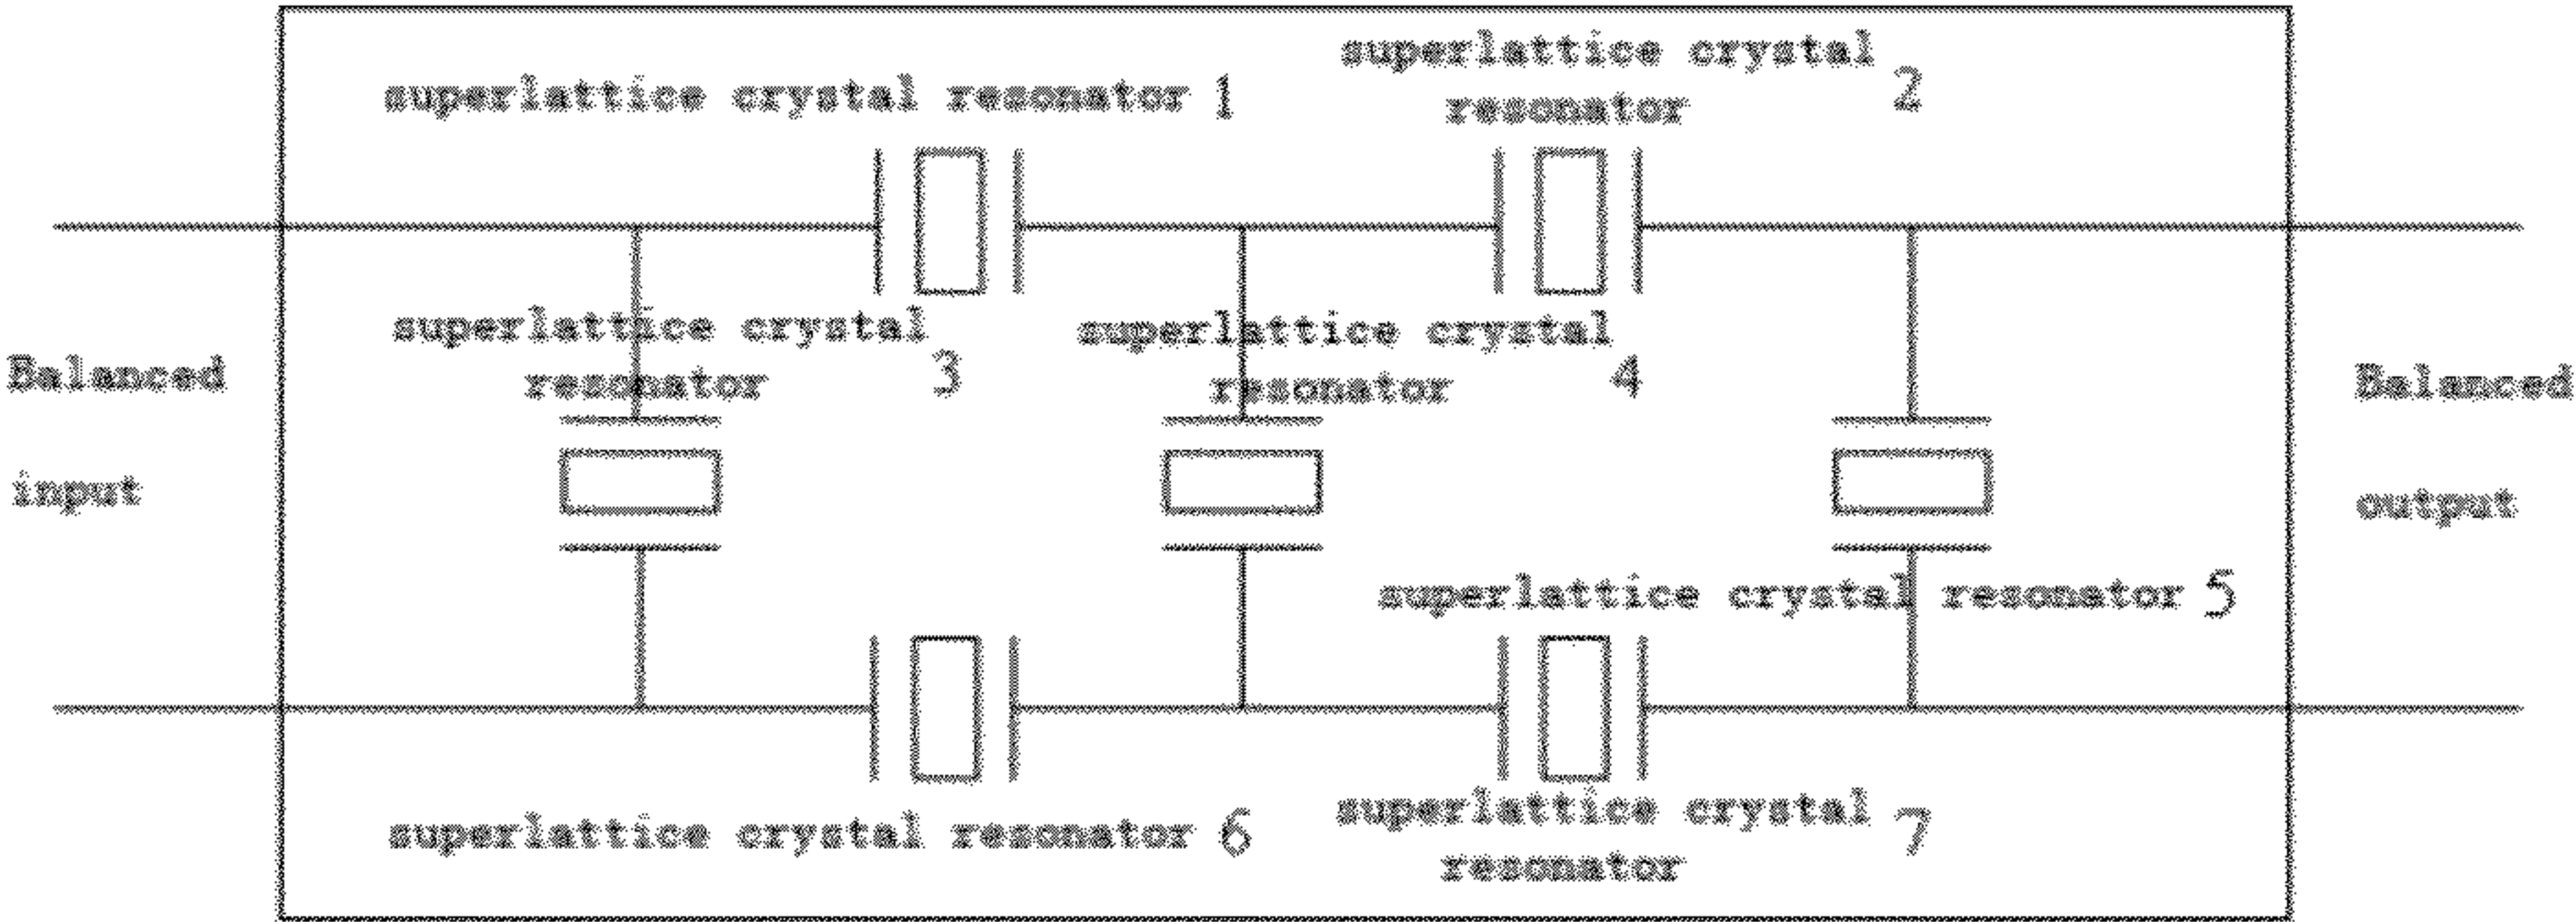 superlattice crystal resonator 1
superlattice crystal
resonator 2
superlattice crystal
resonator 3
superlattice crystal
resonator 4
Balanced
input
Balanced
output
superlattice crystal resonator 5
superlattice crystal resonator 6
superlattice crystal
resonator 7